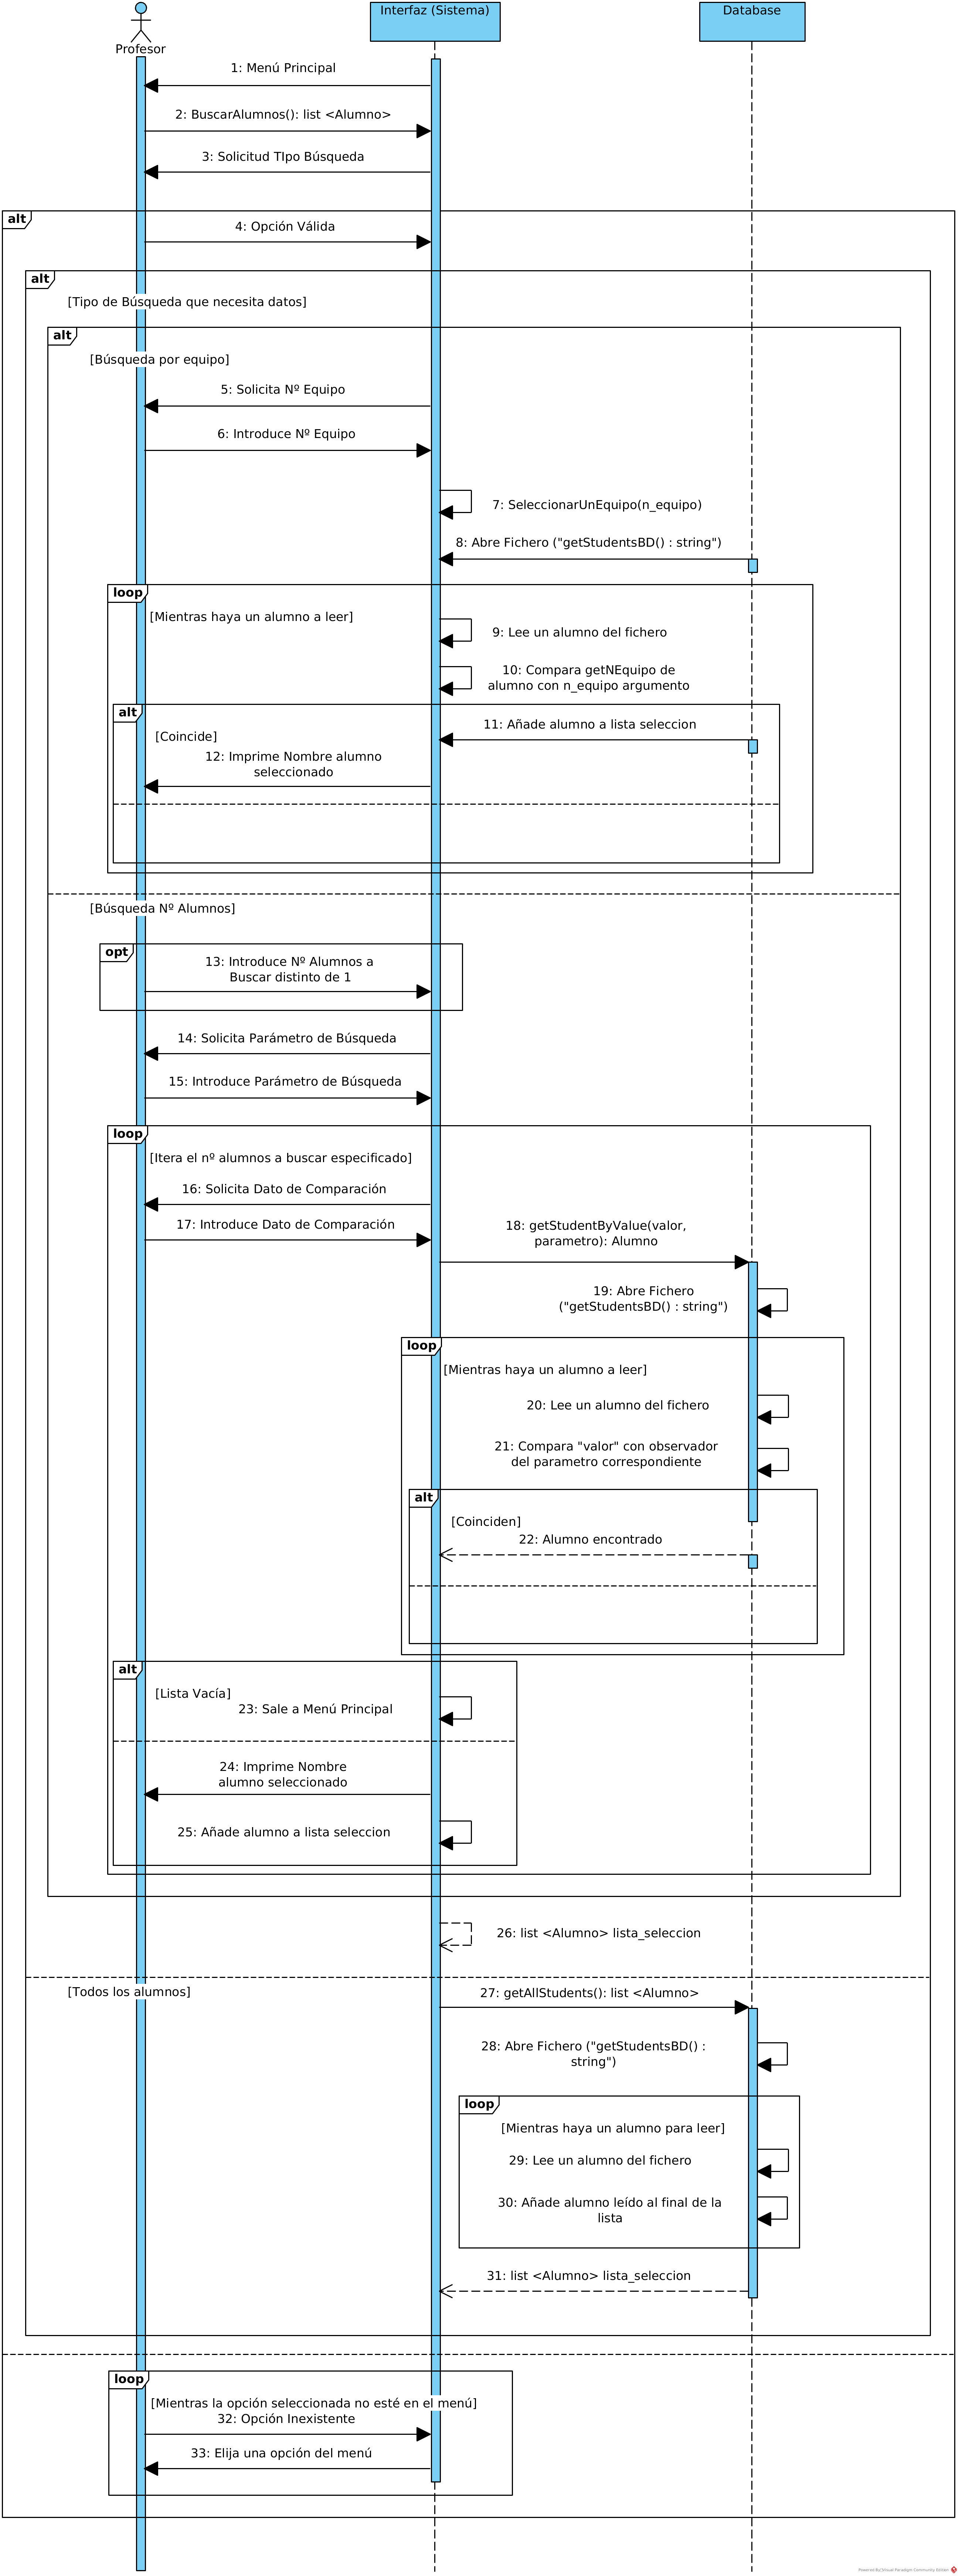 Interfaz (Sistema)
Database
Profesor
1: Menú Principal
2: BuscarAlumnos(): list <Alumno>
3: Solicitud TIpo Búsqueda
alt
4: Opción Válida
alt
[Tipo de Búsqueda que necesita datos]
alt
[Búsqueda por equipo]
5: Solicita Nº Equipo
6: Introduce Nº Equipo
7: SeleccionarUnEquipo(n_equipo)
8: Abre Fichero ("getStudentsBD() : string")
loop
[Mientras haya un alumno a leer]
9: Lee un alumno del fichero
10: Compara getNEquipo de
alumno con n_equipo argumento
alt
11: Añade alumno a lista seleccion
[Coincide]
12: Imprime Nombre alumno
seleccionado
[Búsqueda Nº Alumnos]
opt
13: Introduce Nº Alumnos a
Buscar distinto de 1
14: Solicita Parámetro de Búsqueda
15: Introduce Parámetro de Búsqueda
loop
[Itera el nº alumnos a buscar especificado]
16: Solicita Dato de Comparación
17: Introduce Dato de Comparación
18: getStudentByValue(valor,
parametro): Alumno
19: Abre Fichero
("getStudentsBD() : string")
loop
[Mientras haya un alumno a leer]
20: Lee un alumno del fichero
21: Compara "valor" con observador
del parametro correspondiente
alt
[Coinciden]
22: Alumno encontrado
alt
[Lista Vacía]
23: Sale a Menú Principal
24: Imprime Nombre
alumno seleccionado
25: Añade alumno a lista seleccion
26: list <Alumno> lista_seleccion
[Todos los alumnos]
27: getAllStudents(): list <Alumno>
28: Abre Fichero ("getStudentsBD() :
string")
loop
[Mientras haya un alumno para leer]
29: Lee un alumno del fichero
30: Añade alumno leído al final de la
lista
31: list <Alumno> lista_seleccion
loop
[Mientras la opción seleccionada no esté en el menú]
32: Opción Inexistente
33: Elija una opción del menú
Powered By Visual Paradigm Community Edition